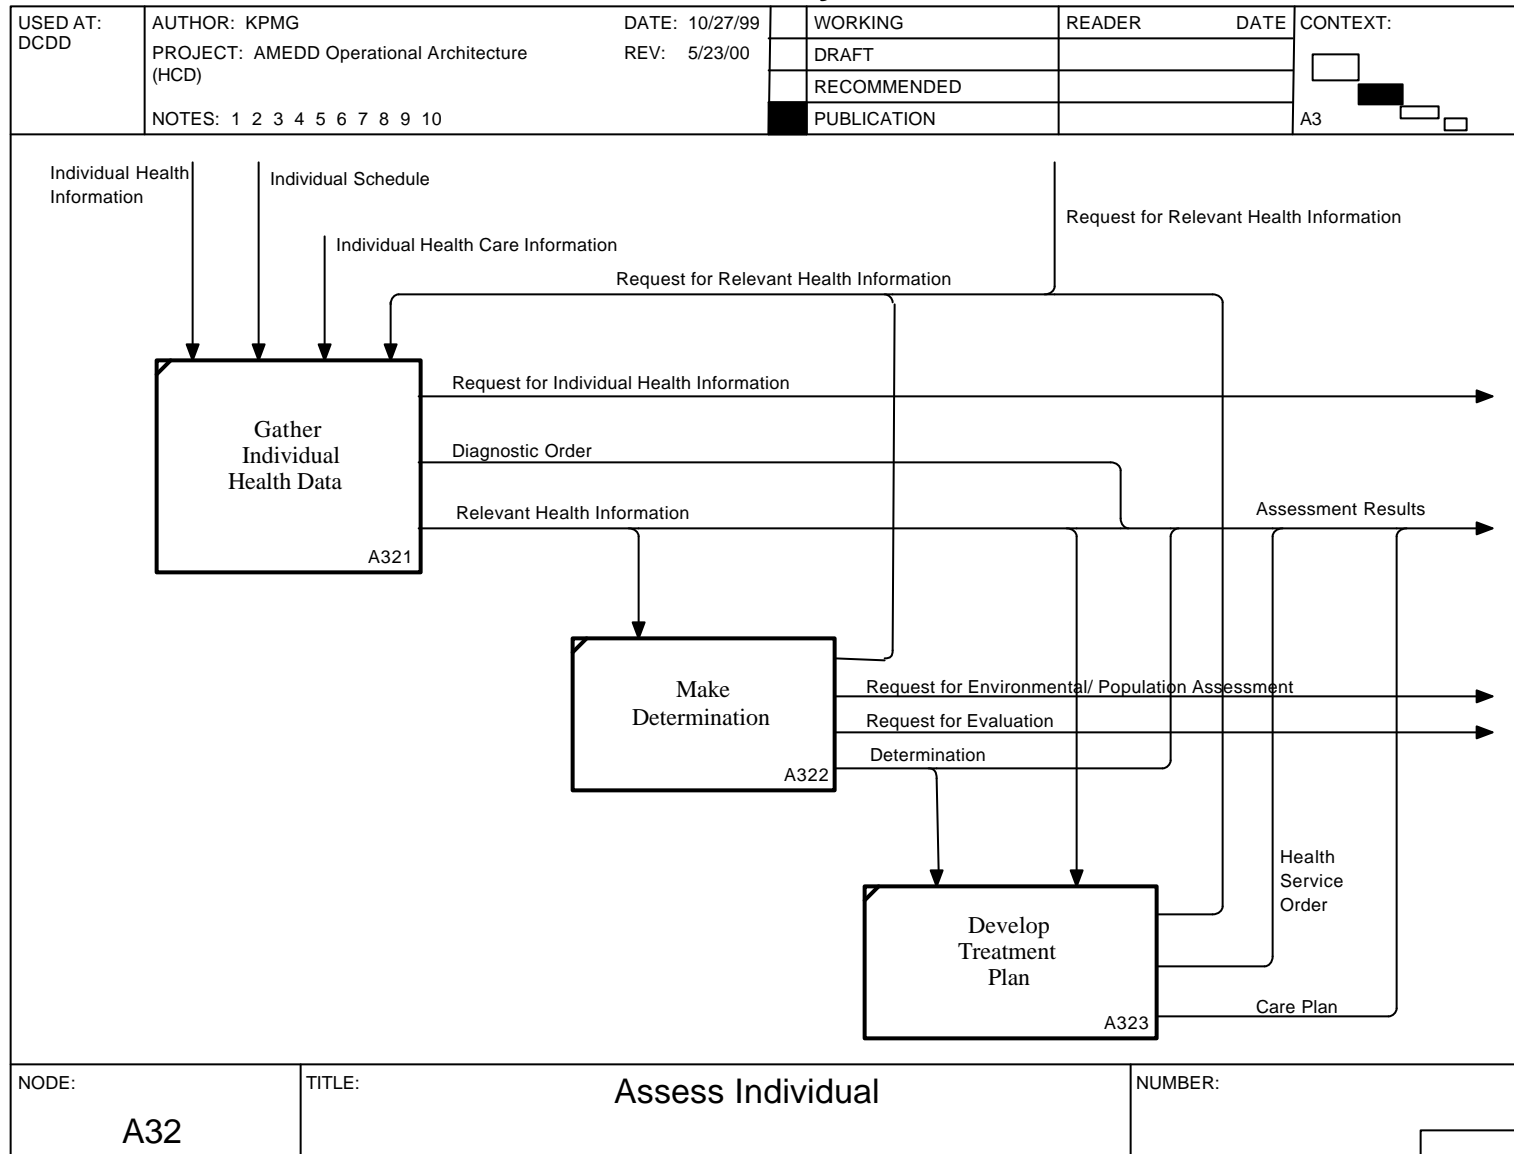 USED AT:
DCDD
AUTHOR: KPMG
DATE: 10/27/99
PROJECT: AMEDD Operational Architecture
(HCD)
REV: 5/23/00
NOTES: 1 2 3 4 5 6 7 8 9 10
WORKING
DRAFT
RECOMMENDED
PUBLICATION
READER DATE
CONTEXT:
A3
Individual Health
Information
Individual Schedule
Individual Health Care Information
Request for Relevant Health Information
Request for Relevant Health Information
Request for Individual Health Information
Gather
Individual
Health Data
A321
Diagnostic Order
Relevant Health Information
Assessment Results
Make
Determination
A322
Request for Environmental/ Population Assessment
Request for Evaluation
Determination
Health
Service
Order
Develop
Treatment
Plan
A323
Care Plan
NODE:
A32
TITLE:
Assess Individual
NUMBER: